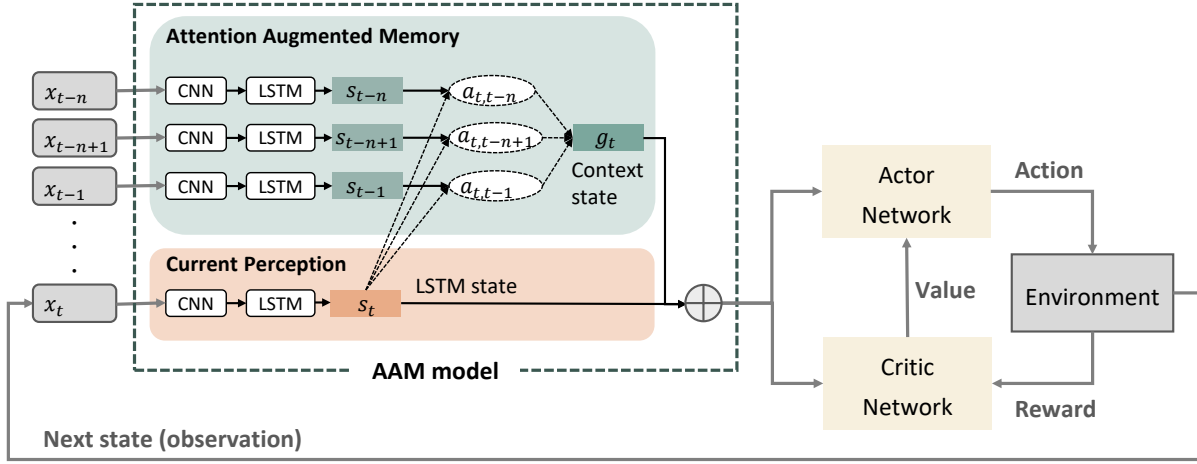 Attention Augmented Memory
x_{t−n} CNN LSTM s_{t−n} a_{t,t−n}
x_{t−n+1} CNN LSTM s_{t−n+1} a_{t,t−n+1} g_t
x_{t−1} CNN LSTM s_{t−1} a_{t,t−1}
Context
state
.
.
.
Current Perception
x_t CNN LSTM s_t LSTM state
AAM model
Actor
Network
Action
Value
Environment
Critic
Network
Reward
Next state (observation)